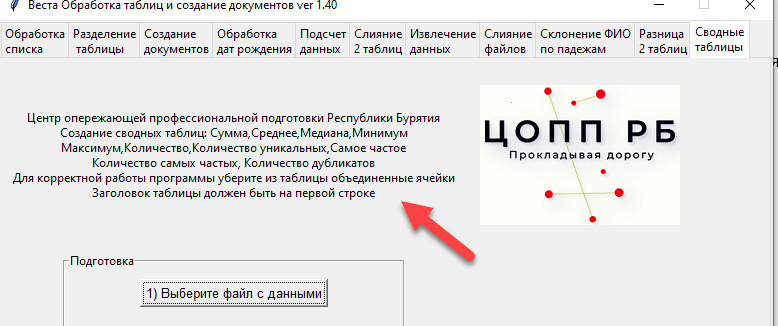 Веста Обработка таблиц и создание документов ver 1.40
Обработка списка
Разделение таблицы
Создание документов
Обработка дат рождения
Подсчет данных
Слияние 2 таблиц
Извлечение данных
Слияние файлов
Склонение ФИО по падежам
Разница 2 таблиц
Сводные таблицы
Центр опережающей профессиональной подготовки Республики Бурятия
Создание сводных таблиц: Сумма,Среднее,Медиана,Минимум
Максимум,Количество,Количество уникальных,Самое частое
Количество самых частых, Количество дубликатов
Для корректной работы программы уберите из таблицы объединенные ячейки
Заголовок таблицы должен быть на первой строке
ЦОПП РБ
Прокладывая дорогу
Подготовка
1) Выберите файл с данными